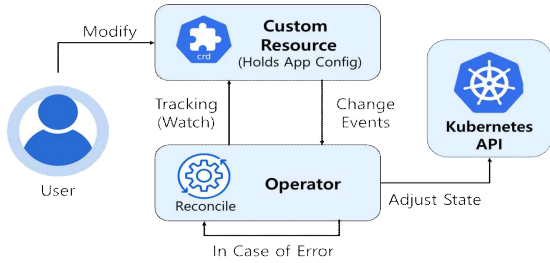 Modify
Custom
Resource
(Holds App Config)
crd
Tracking
(Watch)
Change
Events
Kubernetes
API
User
Reconcile
Operator
Adjust State
In Case of Error